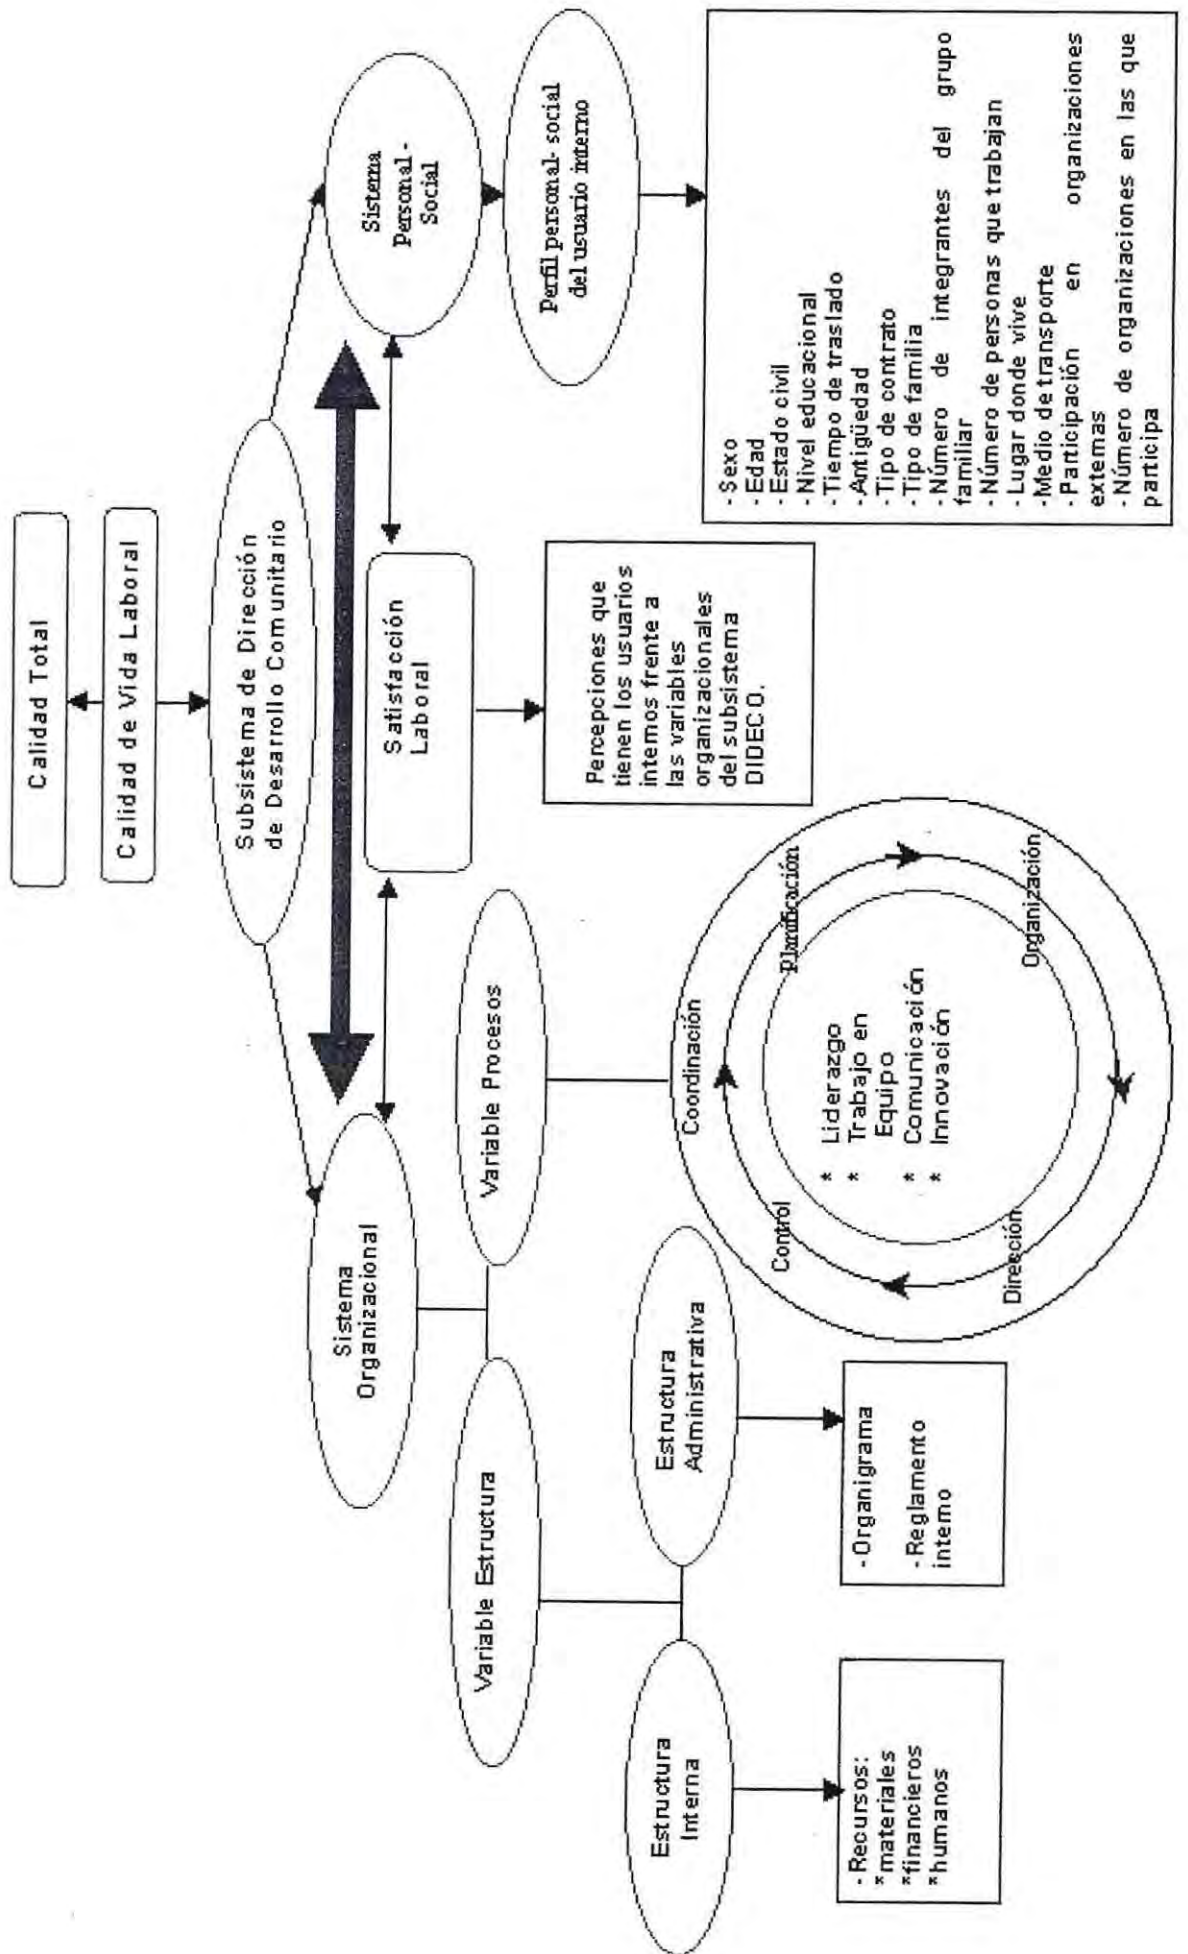 Calidad Total
Calidad de Vida Laboral
Subsistema de Dirección
de Desarrollo Comunitario
Sistema
Organizacional
Satisfacción
Laboral
Sistema
Personal-
Social
Variable Estructura
Variable Procesos
Percepciones que
tienen los usuarios
internos frente a
las variables
organizacionales
del subsistema
DIDECO.
Perfil personal- social
del usuario interno
Estructura
Interna
Estructura
Administrativa
- Recursos:
*materiales
*financieros
*humanos
- Organigrama
- Reglamento
interno
Coordinación
Planificación
Organización
Dirección
Control
* Liderazgo
* Trabajo en
Equipo
* Comunicación
* Innovación
- Sexo
- Edad
- Estado civil
- Nivel educacional
- Tiempo de traslado
- Antigüedad
- Tipo de contrato
- Tipo de familia
- Número de integrantes del grupo
familiar
- Número de personas que trabajan
- Lugar donde vive
- Medio de transporte
- Participación en organizaciones
externas
- Número de organizaciones en las que
participa